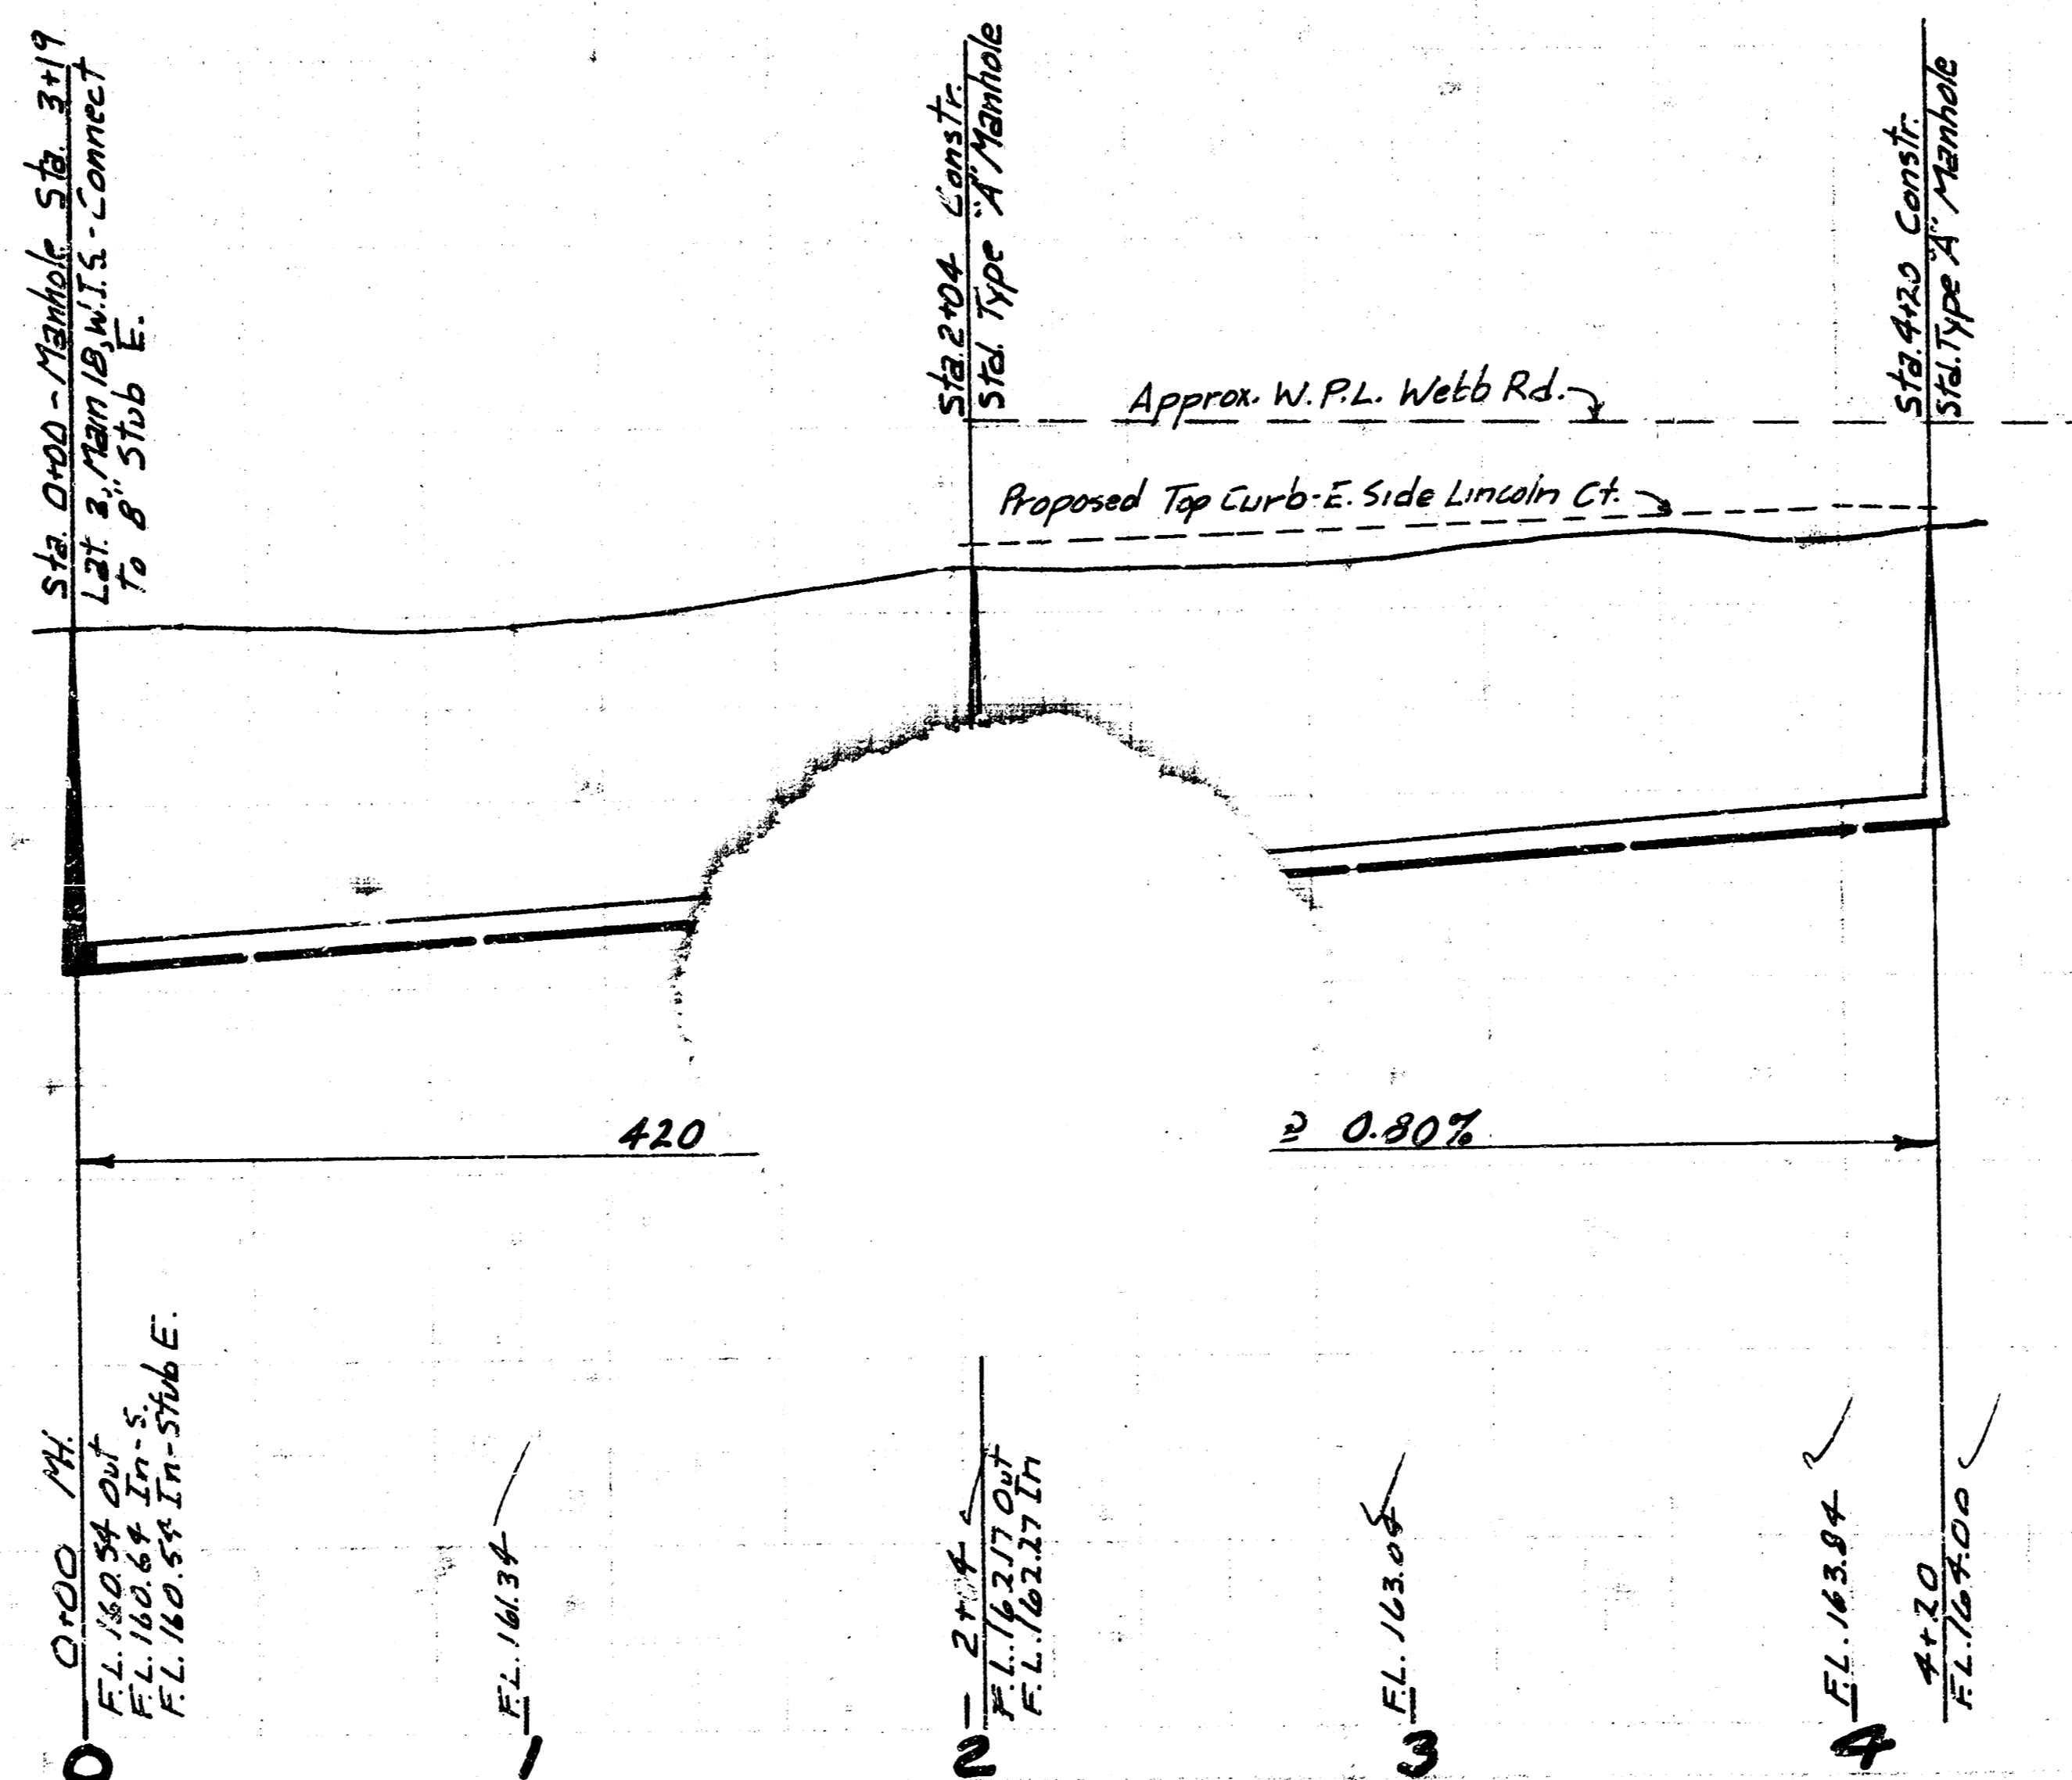 Sta. 0+00 - Manhole Sta. 3+19
Lat. 3, Main 1B, W.I.S. - Connect
To 8" Stub E.
Sta. 2+04 Constr.
Std. Type "A" Manhole
Sta. 4+20 Constr.
Std. Type "A" Manhole
Approx. W.P.L. Webb Rd.
Proposed Top Curb - E. Side Lincoln Ct.
420
0.80%
0+00 M.H.
F.L. 160.54 Out
F.L. 160.64 In - S.
F.L. 160.54 In - Stub E.
F.L. 161.34
2+04
F.L. 162.17 Out
F.L. 162.27 In
F.L. 163.04
F.L. 163.84
4+20
F.L. 164.00
0
1
2
3
4